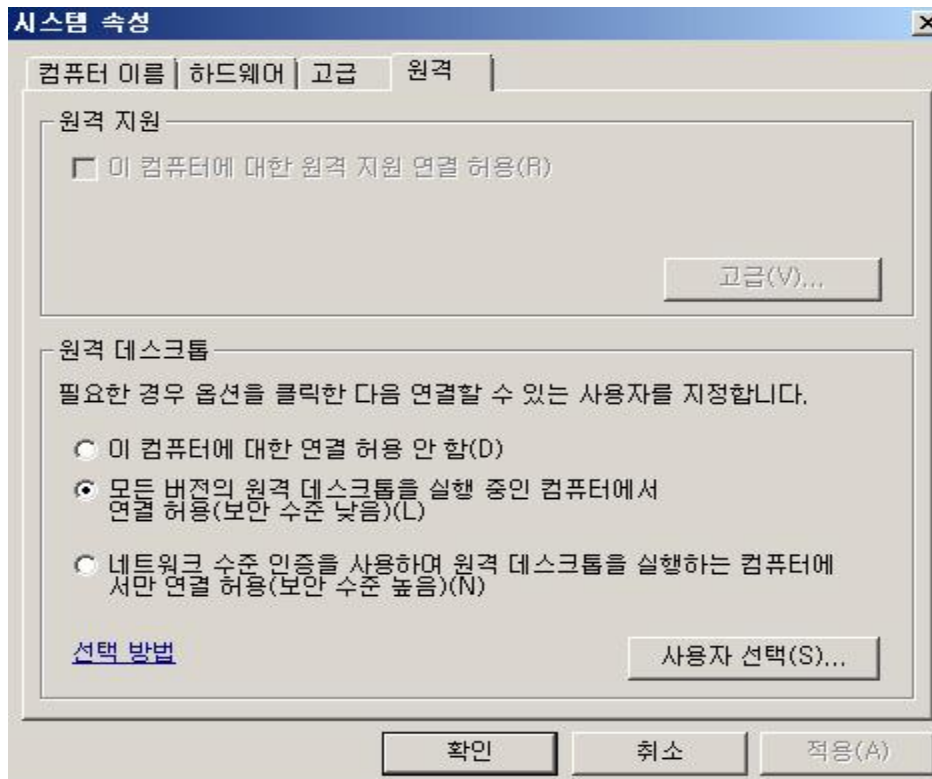 시스템 속성
컴퓨터 이름 하드웨어 고급 원격
원격 지원
이 컴퓨터에 대한 원격 지원 연결 허용(R)
고급(V)...
원격 데스크톱
필요한 경우 옵션을 클릭한 다음 연결할 수 있는 사용자를 지정합니다.
이 컴퓨터에 대한 연결 허용 안 함(D)
모든 버전의 원격 데스크톱을 실행 중인 컴퓨터에서
연결 허용(보안 수준 낮음)(L)
네트워크 수준 인증을 사용하며 원격 데스크톱을 실행하는 컴퓨터에
서만 연결 허용(보안 수준 높음)(N)
선택 방법
사용자 선택(S)...
확인 취소 적용(A)